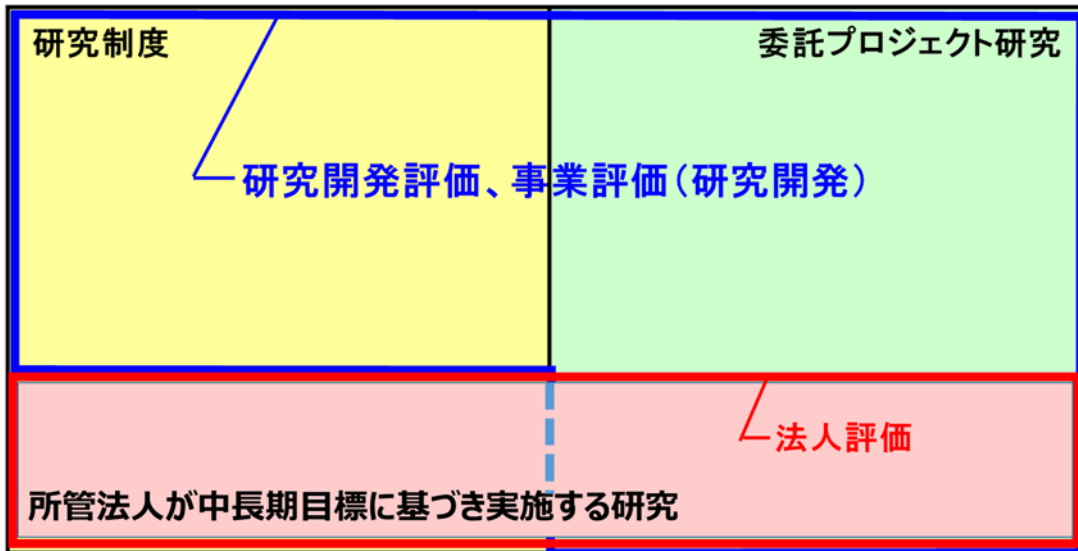 研究制度
委託プロジェクト研究
研究開発評価、事業評価(研究開発)
法人評価
所管法人が中長期目標に基づき実施する研究